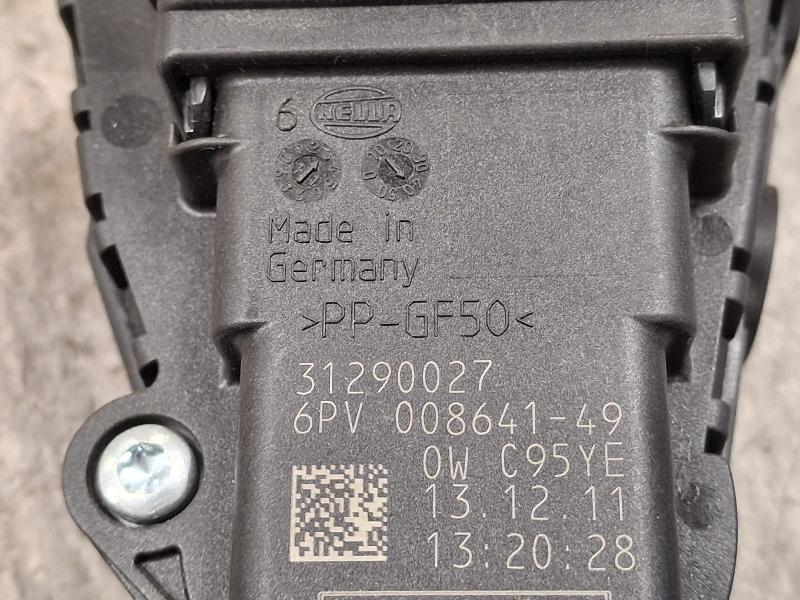 6 HELLA
Made in
Germany
>PP-GF50<
31290027
6PV 008641-49
0W C95YE
13.12.11
13:20:28